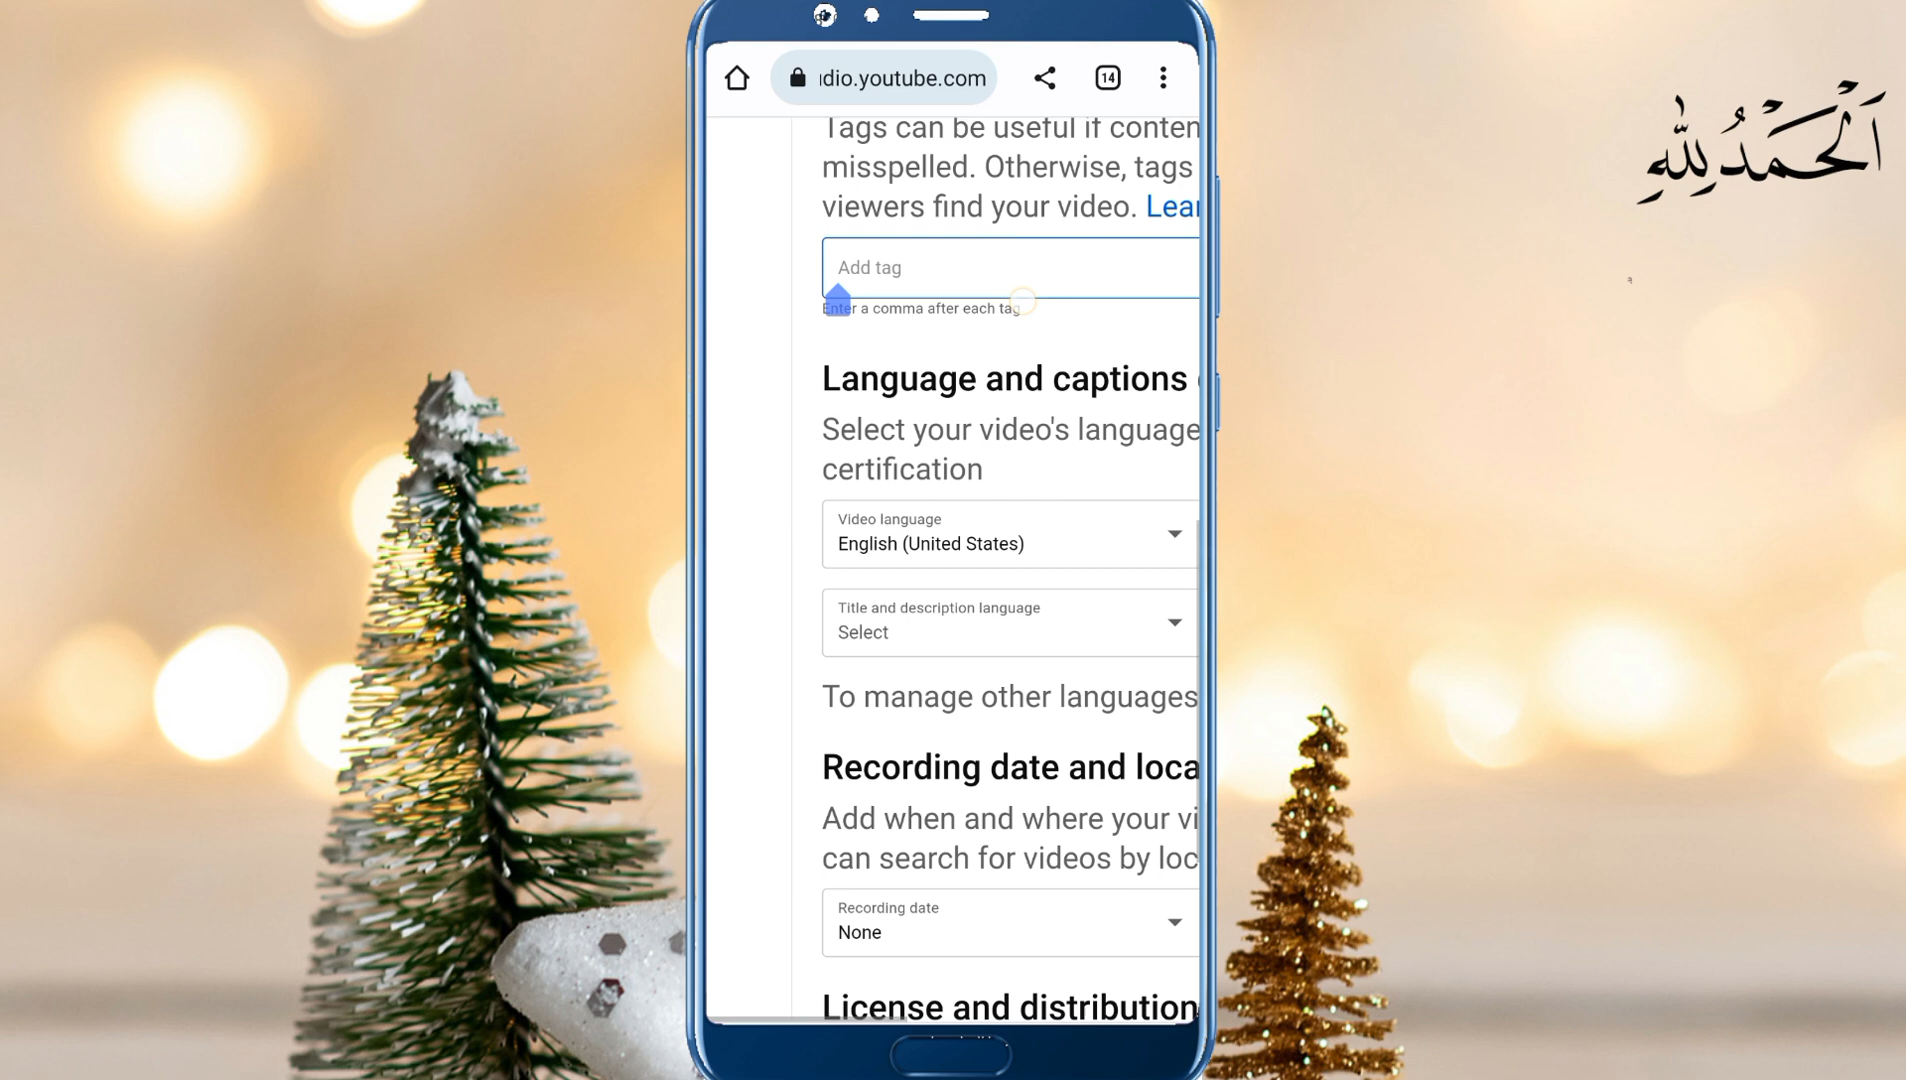 14
dio.youtube.com
Tags can be useful if conten
misspelled. Otherwise, tags
viewers find your video. Lear
Add tag
Enter a comma after each tag
Language and captions
Select your video's language
certification
Video language
English (United States)
Title and description language
Select
To manage other languages
Recording date and loca
Add when and where your vi
can search for videos by loc
Recording date
None
License and distribution
اَلْحَمْدُلِلّٰهِ